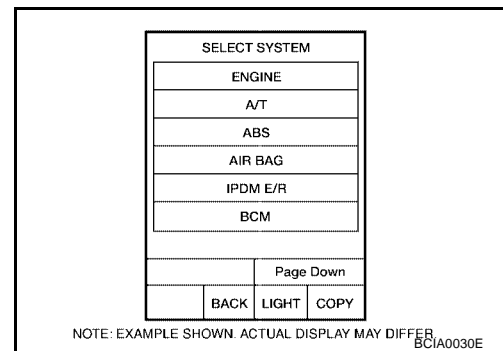 SELECT SYSTEM
ENGINE
A/T
ABS
AIR BAG
IPDM E/R
BCM
Page Down
BACK LIGHT COPY
NOTE: EXAMPLE SHOWN. ACTUAL DISPLAY MAY DIFFER
BCIA0030E